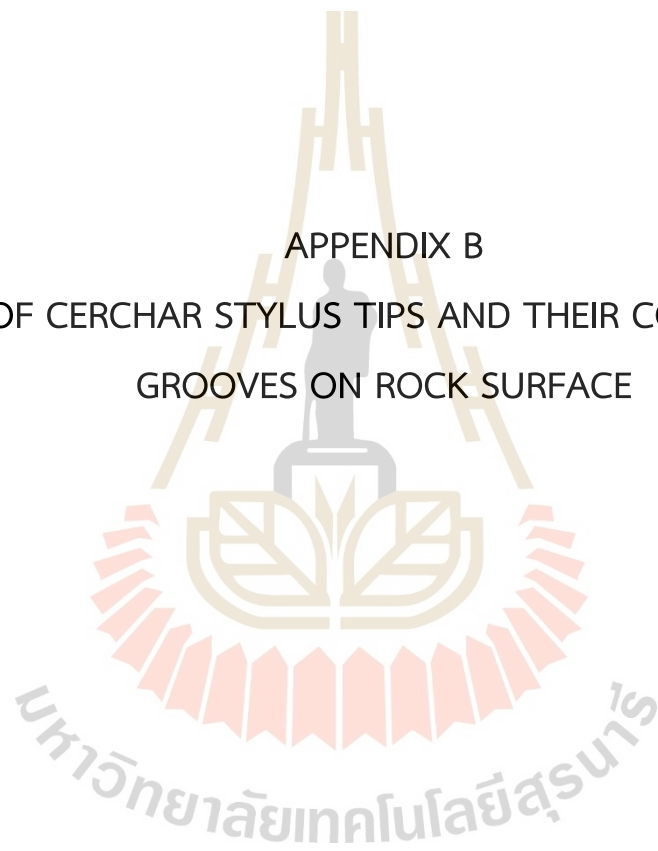 APPENDIX B
OF CERCHAR STYLUS TIPS AND THEIR
GROOVES ON ROCK SURFACE
มหาวิทยาลัยเทคโนโลยีสุรนารี